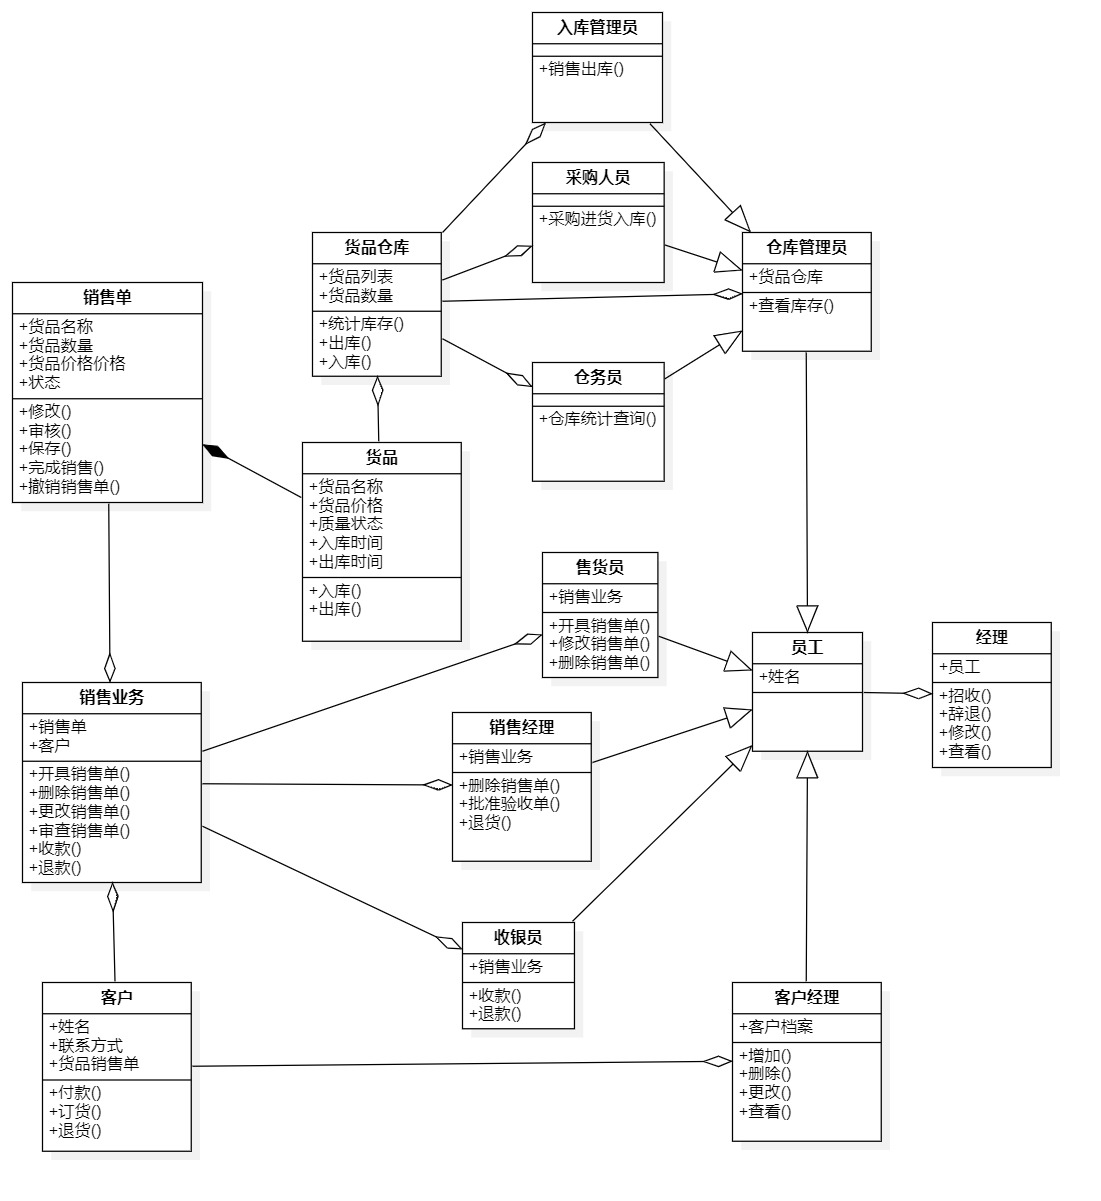 入库管理员
+销售出库()
采购人员
+采购进货入库()
货品仓库
+货品列表
+货品数量
+统计库存()
+出库()
+入库()
仓库管理员
+货品仓库
+查看库存()
销售单
+货品名称
+货品数量
+货品价格价格
+状态
+修改()
+审核()
+保存()
+完成销售()
+撤销销售单()
仓务员
+仓库统计查询()
货品
+货品名称
+货品价格
+质量状态
+入库时间
+出库时间
+入库()
+出库()
售货员
+销售业务
+开具销售单()
+修改销售单()
+删除销售单()
员工
+姓名
经理
+员工
+招收()
+辞退()
+修改()
+查看()
销售业务
+销售单
+客户
+开具销售单()
+删除销售单()
+更改销售单()
+审查销售单()
+收款()
+退款()
销售经理
+销售业务
+删除销售单()
+批准验收单()
+退货()
收银员
+销售业务
+收款()
+退款()
客户
+姓名
+联系方式
+货品销售单
+付款()
+订货()
+退货()
客户经理
+客户档案
+增加()
+删除()
+更改()
+查看()